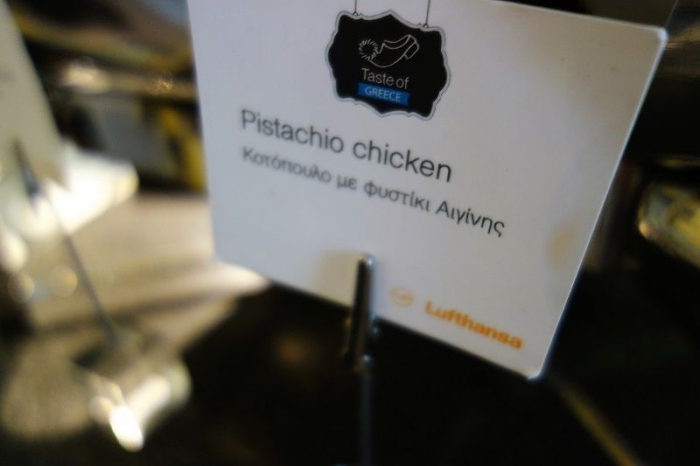 Taste of
GREECE
Pistachio chicken
Κοτόπουλο με φυστίκι Αιγίνης
Lufthansa